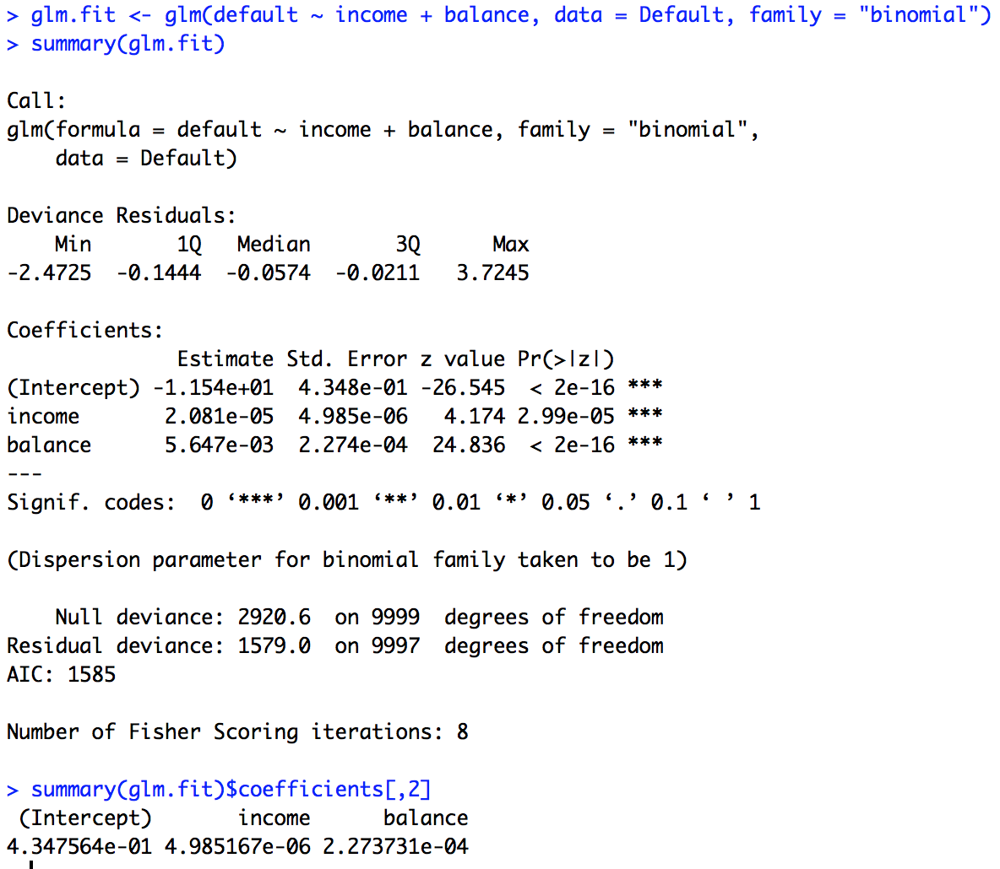 > glm.fit <- glm(default ~ income + balance, data = Default, family = "binomial")
> summary(glm.fit)
Call:
glm(formula = default ~ income + balance, family = "binomial",
    data = Default)
Deviance Residuals:
    Min       1Q   Median       3Q      Max
-2.4725  -0.1444  -0.0574  -0.0211   3.7245
Coefficients:
              Estimate Std. Error z value Pr(>|z|)
(Intercept) -1.154e+01  4.348e-01 -26.545  < 2e-16 ***
income       2.081e-05  4.985e-06   4.174 2.99e-05 ***
balance      5.647e-03  2.274e-04  24.836  < 2e-16 ***
---
Signif. codes:  0 ‘***’ 0.001 ‘**’ 0.01 ‘*’ 0.05 ‘.’ 0.1 ‘ ’ 1
(Dispersion parameter for binomial family taken to be 1)
    Null deviance: 2920.6  on 9999  degrees of freedom
Residual deviance: 1579.0  on 9997  degrees of freedom
AIC: 1585
Number of Fisher Scoring iterations: 8
> summary(glm.fit)$coefficients[,2]
 (Intercept)       income      balance
4.347564e-01 4.985167e-06 2.273731e-04